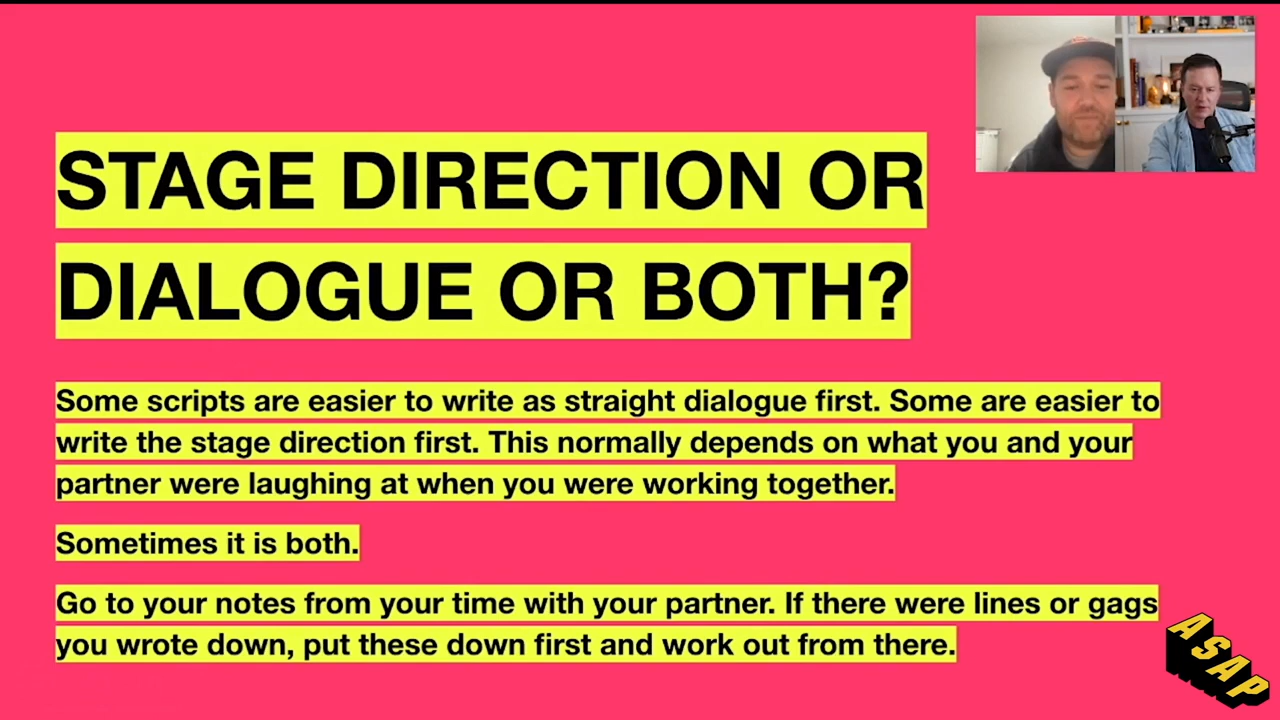 STAGE DIRECTION OR
DIALOGUE OR BOTH?
Some scripts are easier to write as straight dialogue first. Some are easier to
write the stage direction first. This normally depends on what you and your
partner were laughing at when you were working together.
Sometimes it is both.
Go to your notes from your time with your partner. If there were lines or gags
you wrote down, put these down first and work out from there.
ASAP